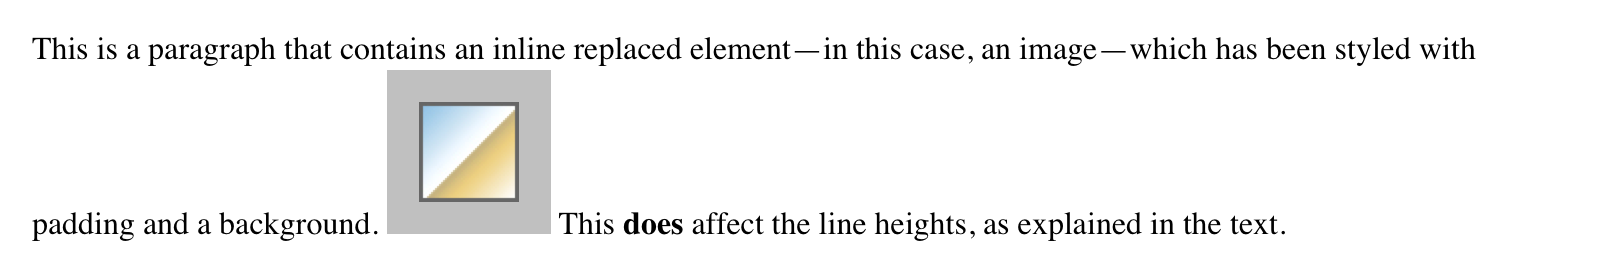 This is a paragraph that contains an inline replaced element—in this case, an image—which has been styled with
padding and a background. This does affect the line heights, as explained in the text.